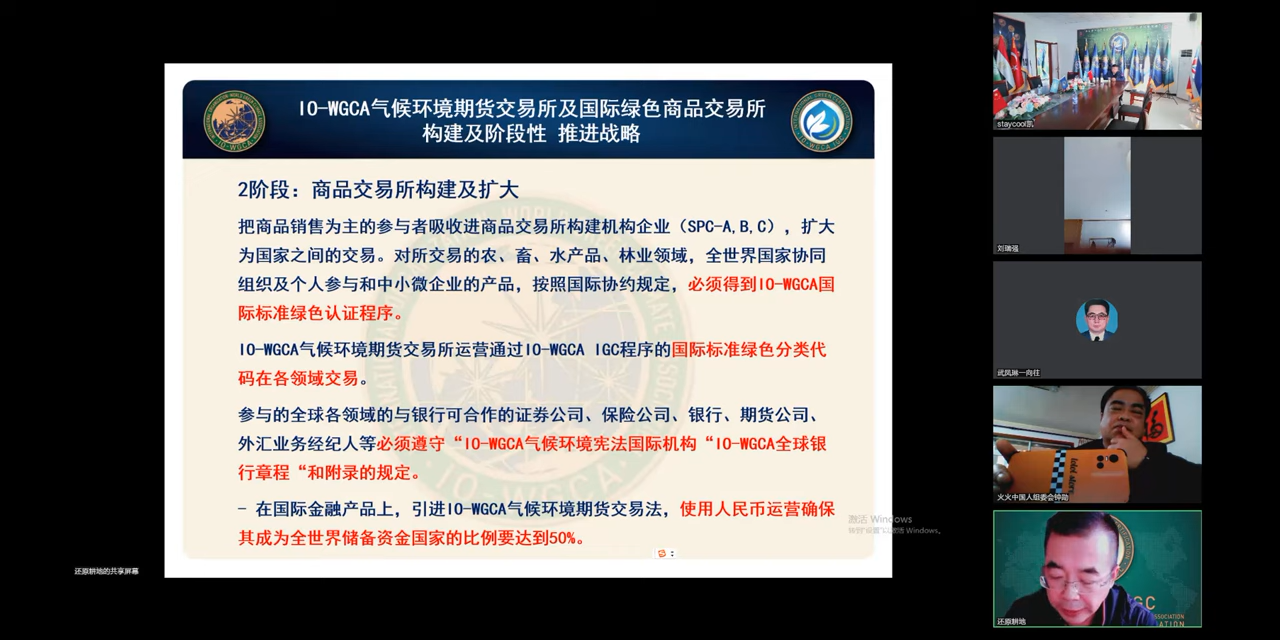 IO-WGCA气候环境期货交易所及国际绿色商品交易所
构建及阶段性 推进战略
2阶段：商品交易所构建及扩大
把商品销售为主的参与者吸收进商品交易所构建机构企业（SPC-A,B,C），扩大
为国家之间的交易。对所交易的农、畜、水产品、林业领域，全世界国家协同
组织及个人参与和中小微企业的产品，按照国际协约规定，必须得到IO-WGCA国
际标准绿色认证程序。
IO-WGCA气候环境期货交易所运营通过IO-WGCA IGC程序的国际标准绿色分类代
码在各领域交易。
参与的全球各领域的与银行可合作的证券公司、保险公司、银行、期货公司、
外汇业务经纪人等必须遵守“IO-WGCA气候环境宪法国际机构“IO-WGCA全球银
行章程“和附录的规定。
- 在国际金融产品上，引进IO-WGCA气候环境期货交易法，使用人民币运营确保
其成为全世界储备资金国家的比例要达到50%。
激活 Windows
转到“设置”以激活 Windows。
还原耕地的共享屏幕
staycool凯
刘瑞强
武凤琳一向往
火火中国人组委会钟勋
福
还原耕地
GC
ASSOCIATION